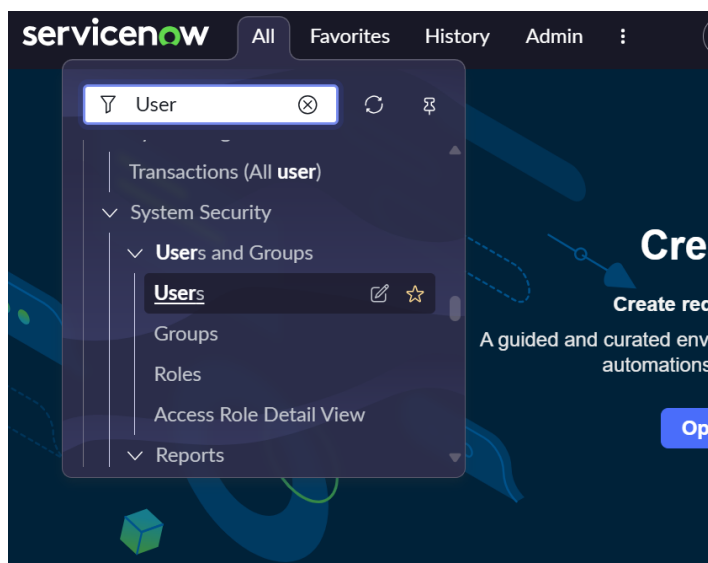 servicenow All Favorites History Admin
User
Transactions (All user)
System Security
Users and Groups
Users
Groups
Roles
Access Role Detail View
Reports
Cre
Create rec
A guided and curated env
automations
Op